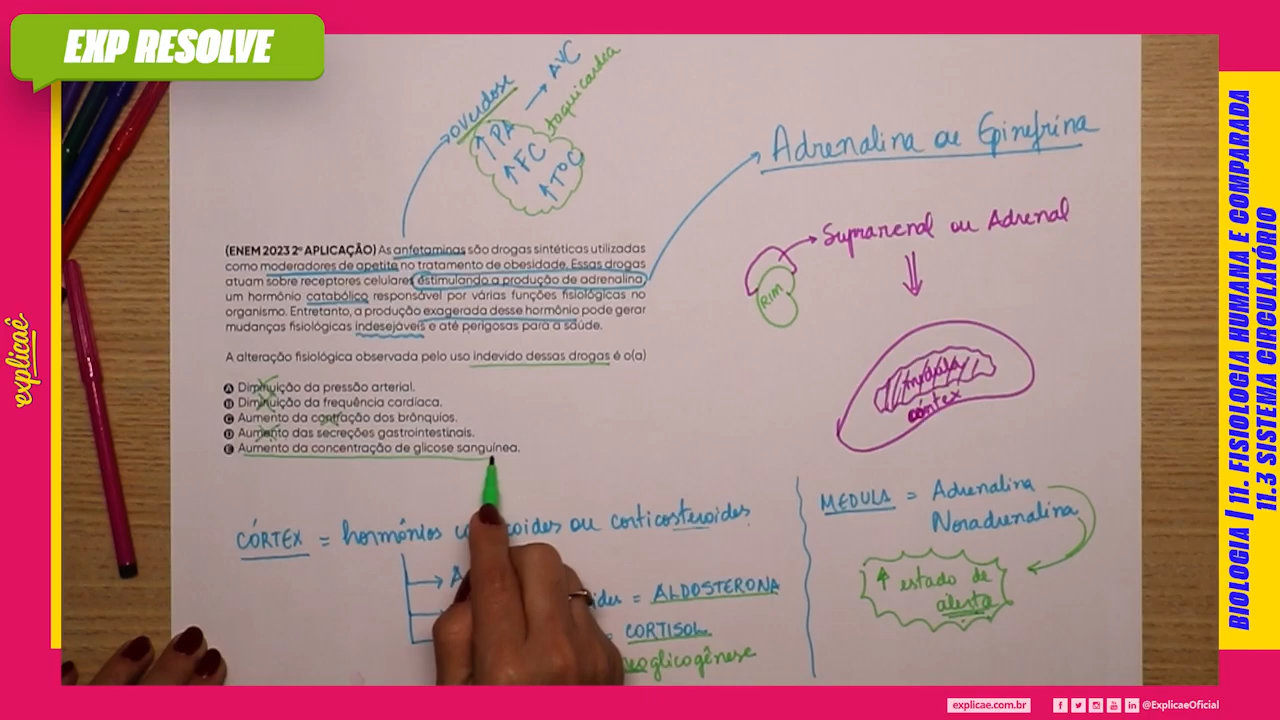 EXP RESOLVE
explicaê
overdose
↑ PA → AVC
taquicardia
↑ FC
↑ TOC
Adrenalina ou Epinefrina
Suprarenal ou Adrenal
RIM
medula
córtex
(ENEM 2023 2ª APLICAÇÃO) As anfetaminas são drogas sintéticas utilizadas
como moderadores de apetite no tratamento de obesidade. Essas drogas
atuam sobre receptores celulares estimulando a produção de adrenalina,
um hormônio catabólico responsável por várias funções fisiológicas no
organismo. Entretanto, a produção exagerada desse hormônio pode gerar
mudanças fisiológicas indesejáveis e até perigosas para a saúde.
A alteração fisiológica observada pelo uso indevido dessas drogas é o(a)
A Diminuição da pressão arterial.
B Diminuição da frequência cardíaca.
C Aumento da contração dos brônquios.
D Aumento das secreções gastrointestinais.
E Aumento da concentração de glicose sanguínea.
CÓRTEX = hormônios ou corticosteroides
= ALDOSTERONA
= CORTISOL
MEDULA = Adrenalina
Noradrenalina
↑ estado de
alerta
BIOLOGIA | 11. FISIOLOGIA HUMANA E COMPARADA
11.3 SISTEMA CIRCULATÓRIO
explicae.com.br @ExplicaeOficial